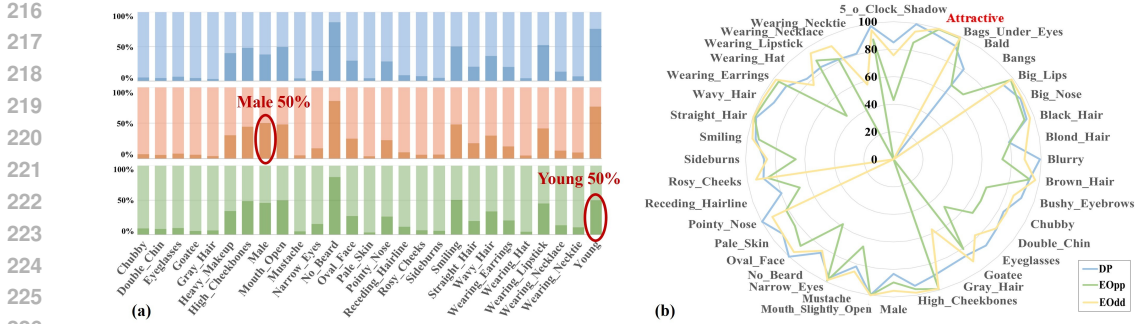 216
217
218
219
220
221
222
223
224
225
100%
50%
0%
100%
50%
0%
Male 50%
100%
50%
0%
Young 50%
Chubby
Double_Chin
Eyeglasses
Goatee
Gray_Hair
Heavy_Makeup
High_Cheekbones
Male
Mouth_Open
Mustache
Narrow_Eyes
No_Beard
Oval_Face
Pale_Skin
Pointy_Nose
Receding_Hairline
Rosy_Cheeks
Sideburns
Smiling
Straight_Hair
Wavy_Hair
Wearing_Earrings
Wearing_Hat
Wearing_Lipstick
Wearing_Necklace
Wearing_Necktie
Young
(a)
5_o_Clock_Shadow
Attractive
Bags_Under_Eyes
Bald
Bangs
Big_Lips
Big_Nose
Black_Hair
Blond_Hair
Blurry
Brown_Hair
Bushy_Eyebrows
Chubby
Double_Chin
Eyeglasses
Goatee
Gray_Hair
High_Cheekbones
Male
Mouth_Slightly_Open
Mustache
Narrow_Eyes
No_Beard
Oval_Face
Pale_Skin
Pointy_Nose
Receding_Hairline
Rosy_Cheeks
Sideburns
Smiling
Straight_Hair
Wavy_Hair
Wearing_Earrings
Wearing_Hat
Wearing_Lipstick
Wearing_Necklace
Wearing_Necktie
100
80
60
40
20
0
DP
EOpp
EOdd
(b)